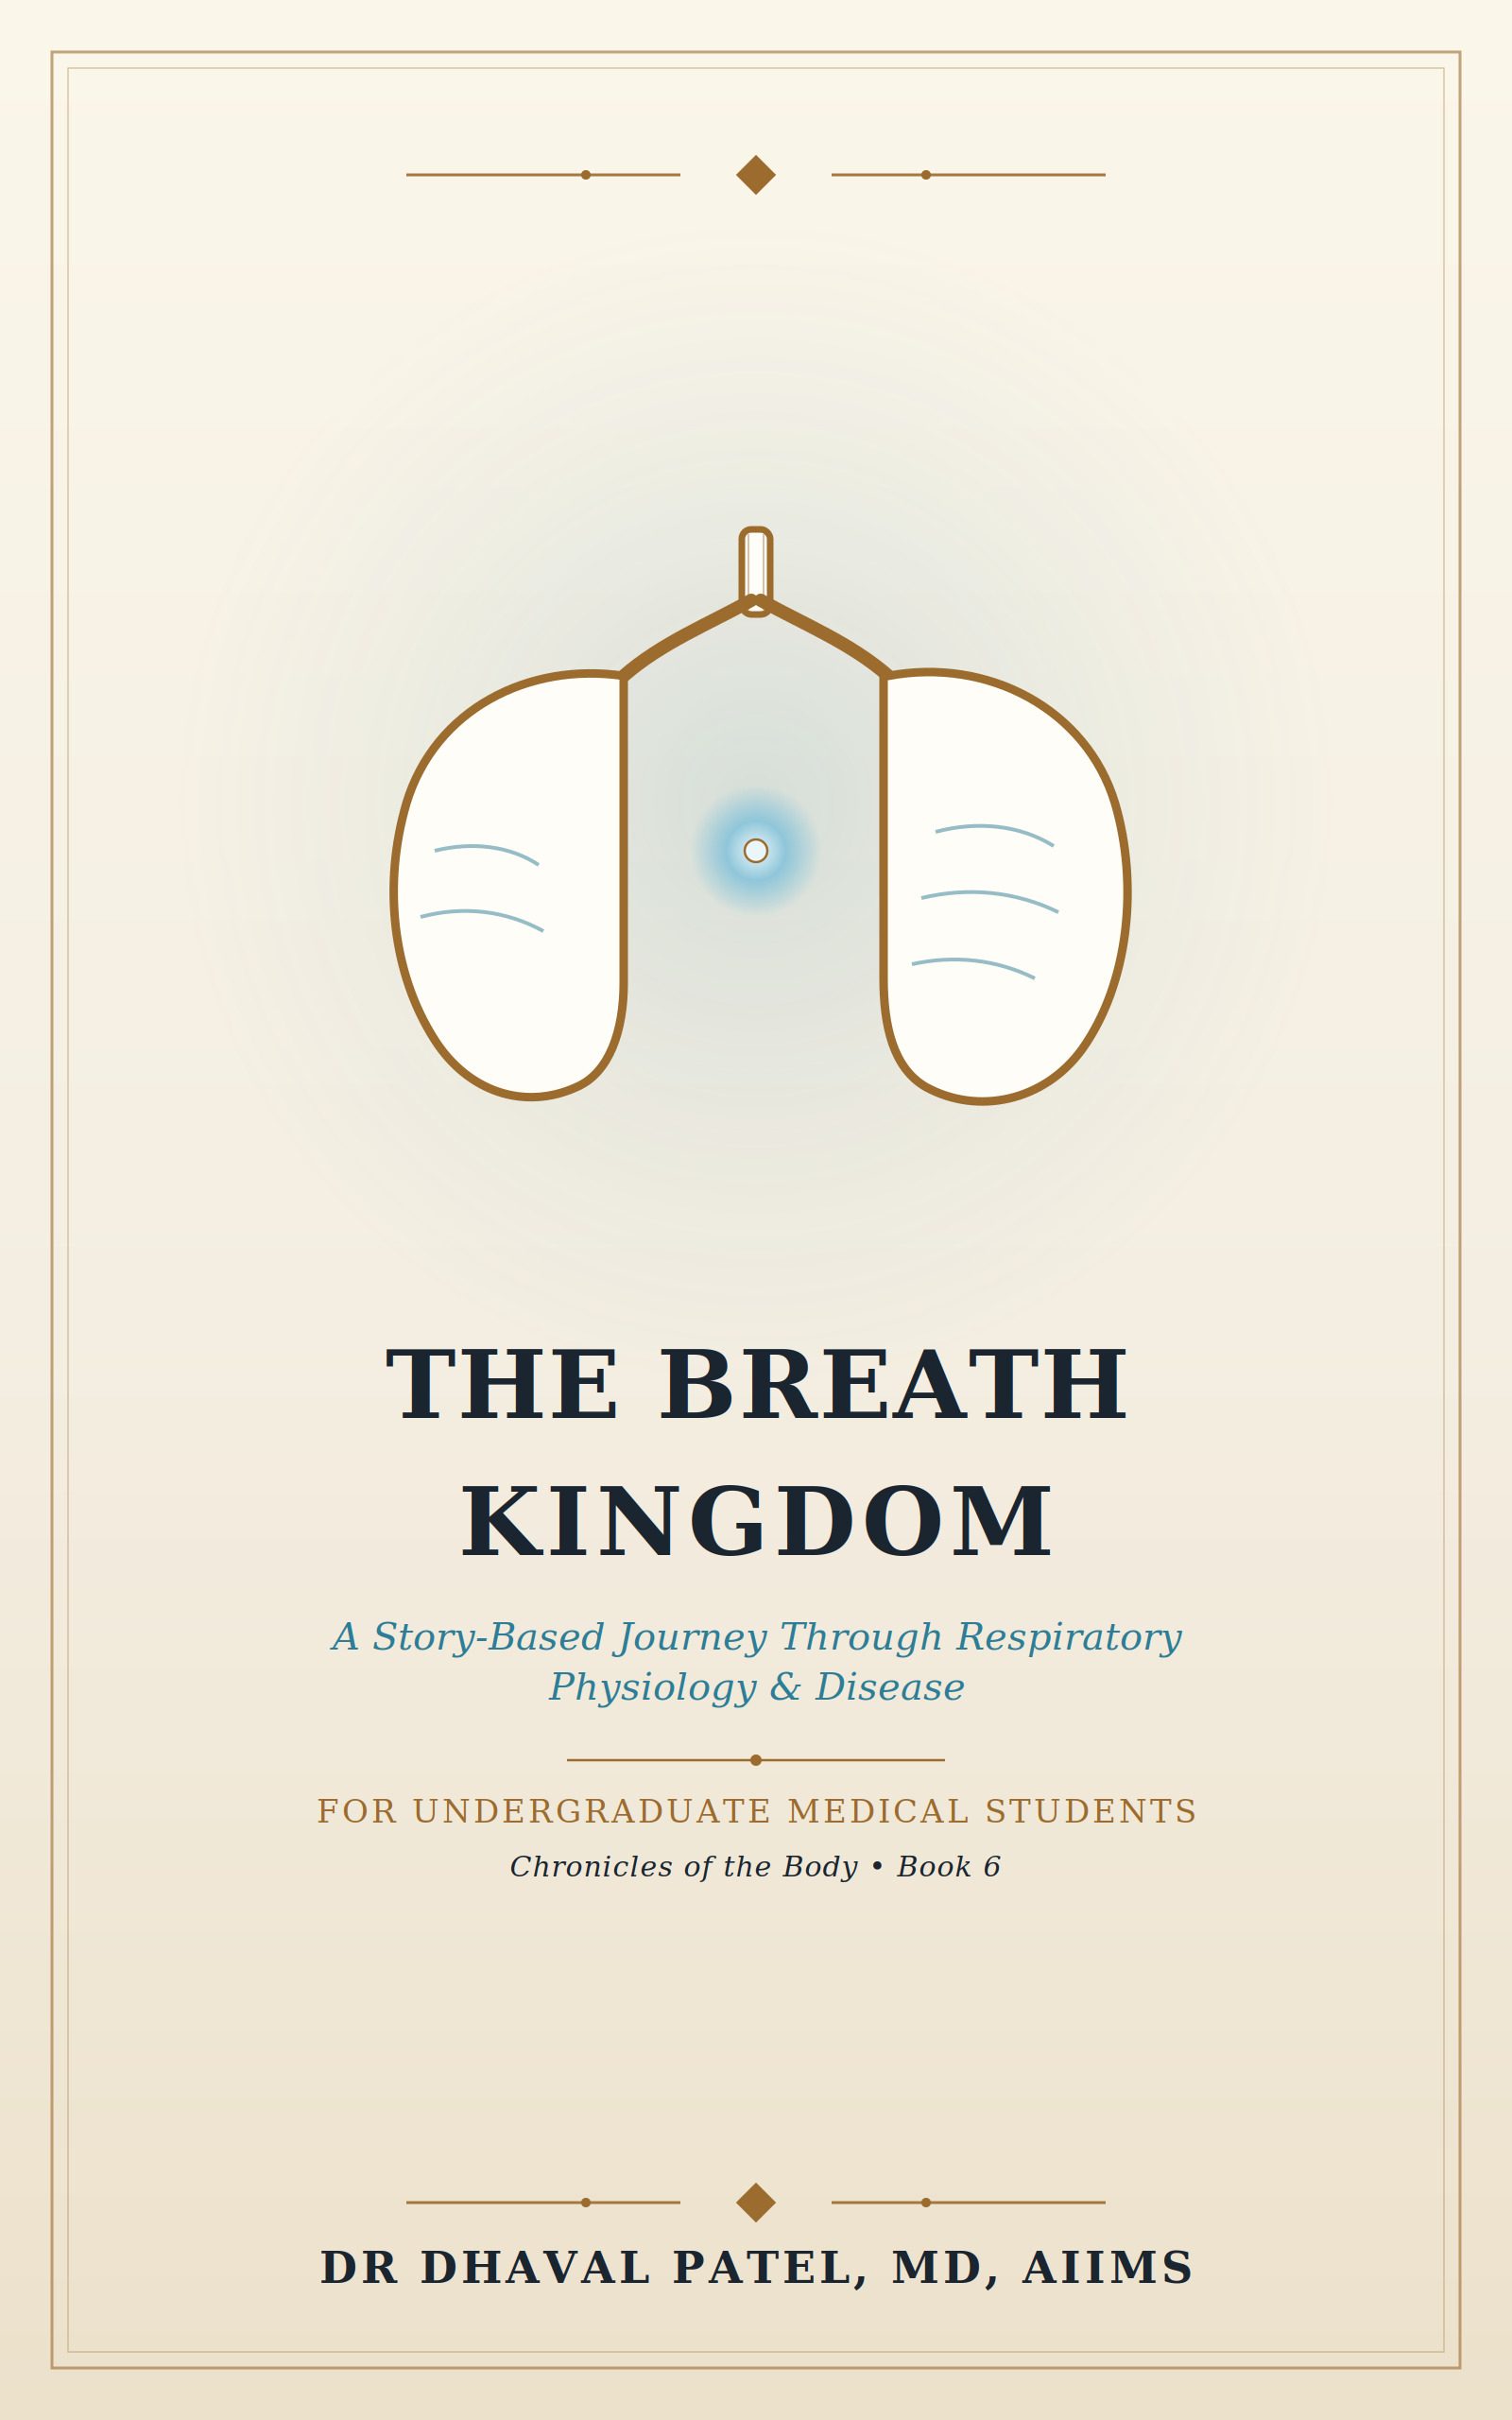 THE BREATH
KINGDOM
A Story-Based Journey Through Respiratory
Physiology & Disease
FOR UNDERGRADUATE MEDICAL STUDENTS
Chronicles of the Body • Book 6
DR DHAVAL PATEL, MD, AIIMS